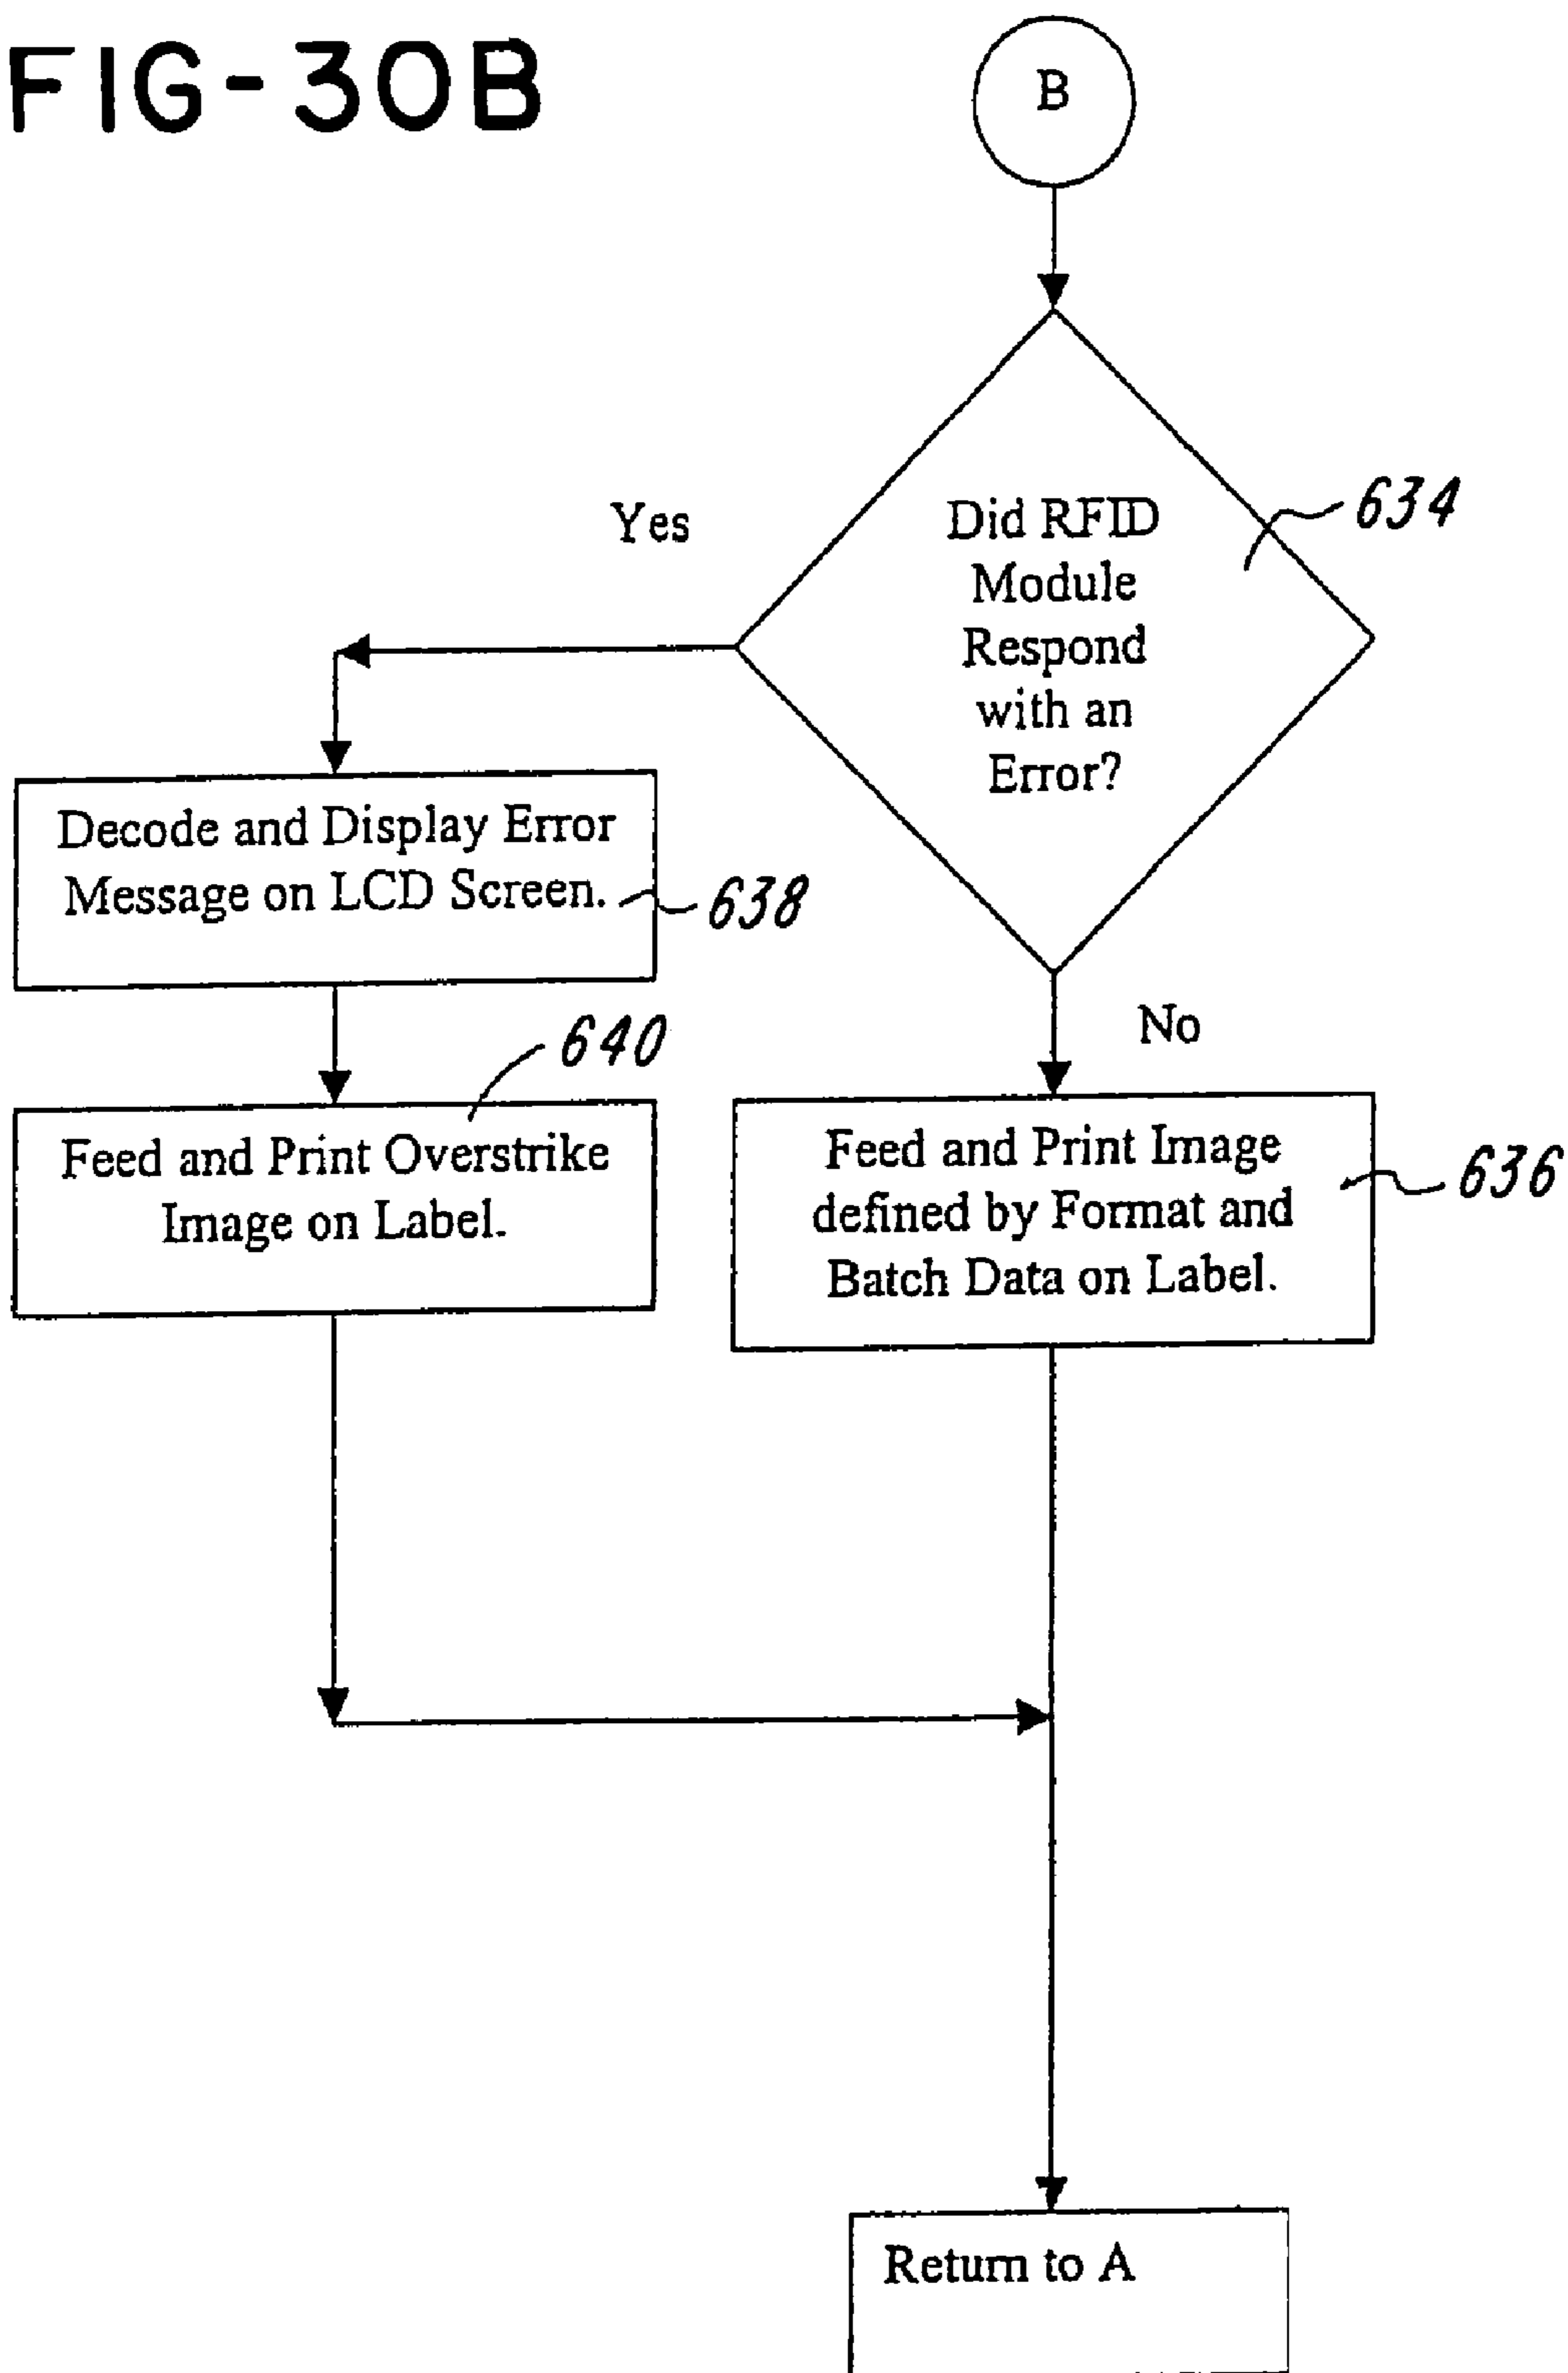 FIG-30B
B
Did RFID
Module
Respond
with an
Error?
634
Yes
Decode and Display Error
Message on LCD Screen.
638
No
640
Feed and Print Overstrike
Image on Label.
Feed and Print Image
defined by Format and
Batch Data on Label.
636
Return to A